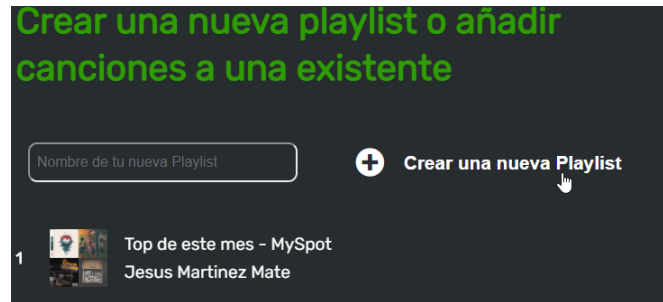 Crear una nueva playlist o añadir
canciones a una existente
Nombre de tu nueva Playlist
Crear una nueva Playlist
1
Top de este mes - MySpot
Jesus Martinez Mate